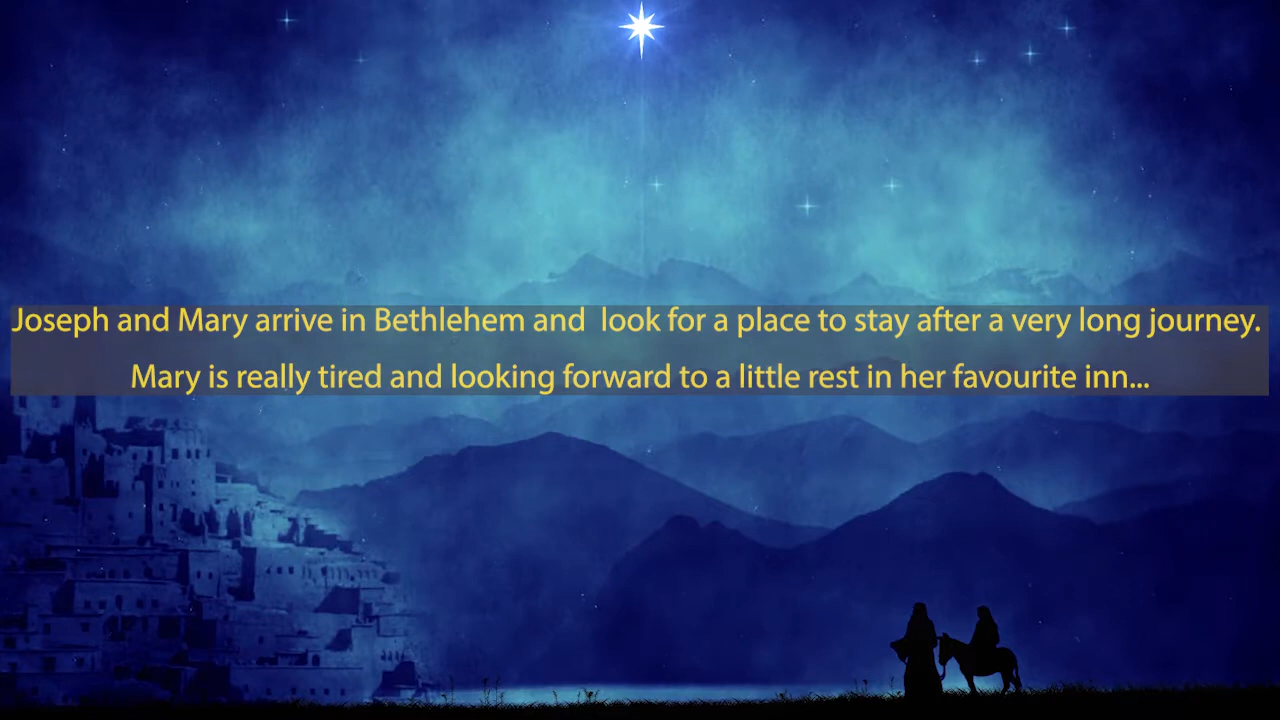 Joseph and Mary arrive in Bethlehem and  look for a place to stay after a very long journey.
Mary is really tired and looking forward to a little rest in her favourite inn...